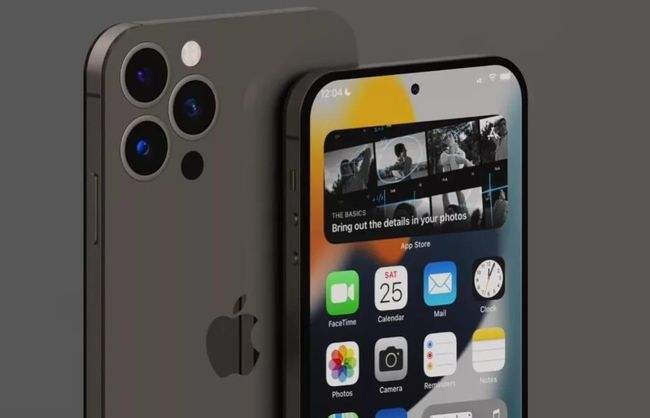 12:04
THE BASICS
Bring out the details in your photos
App Store
SAT
25
FaceTime
Calendar
Mail
Clock
Photos
Camera
Reminders
Notes